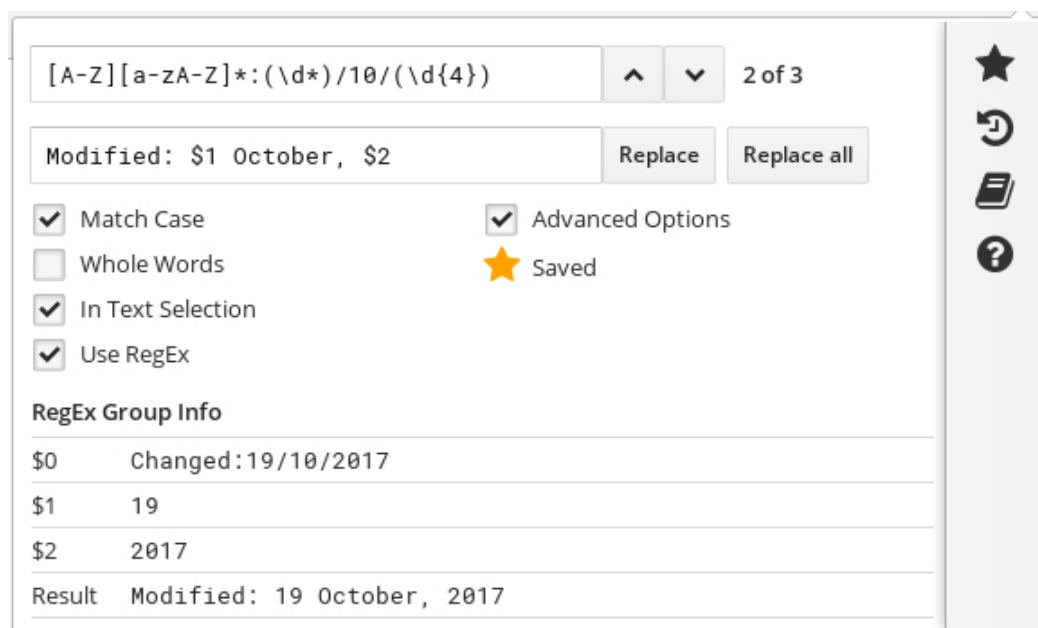 [A-Z][a-zA-Z]*:(\d*)/10/(\d{4})
2 of 3
Modified: $1 October, $2
Replace
Replace all
Match Case
Advanced Options
Whole Words
Saved
In Text Selection
Use RegEx
RegEx Group Info
$0 Changed:19/10/2017
$1 19
$2 2017
Result Modified: 19 October, 2017